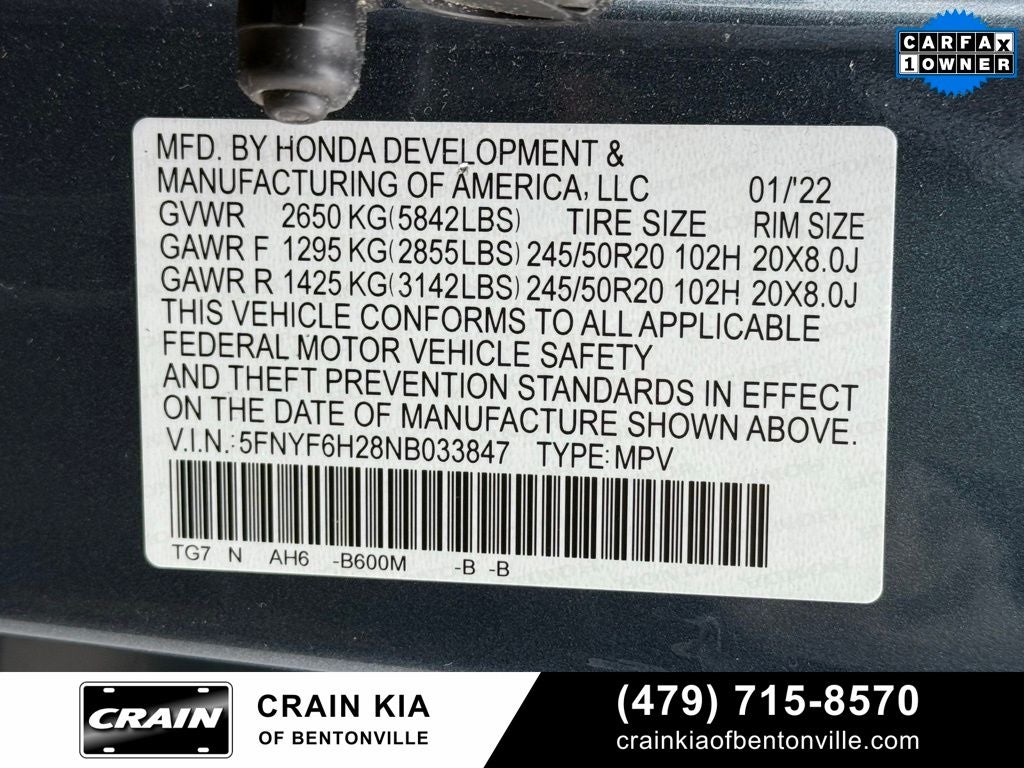 CARFAX
1 OWNER
MFD. BY HONDA DEVELOPMENT &
MANUFACTURING OF AMERICA, LLC 01/'22
GVWR 2650 KG(5842LBS) TIRE SIZE RIM SIZE
GAWR F 1295 KG(2855LBS) 245/50R20 102H 20X8.0J
GAWR R 1425 KG(3142LBS) 245/50R20 102H 20X8.0J
THIS VEHICLE CONFORMS TO ALL APPLICABLE
FEDERAL MOTOR VEHICLE SAFETY
AND THEFT PREVENTION STANDARDS IN EFFECT
ON THE DATE OF MANUFACTURE SHOWN ABOVE.
V.I.N.:5FNYF6H28NB033847 TYPE:MPV
TG7 N AH6 -B600M -B -B
CRAIN
CRAIN KIA
OF BENTONVILLE
(479) 715-8570
crainkiaofbentonville.com